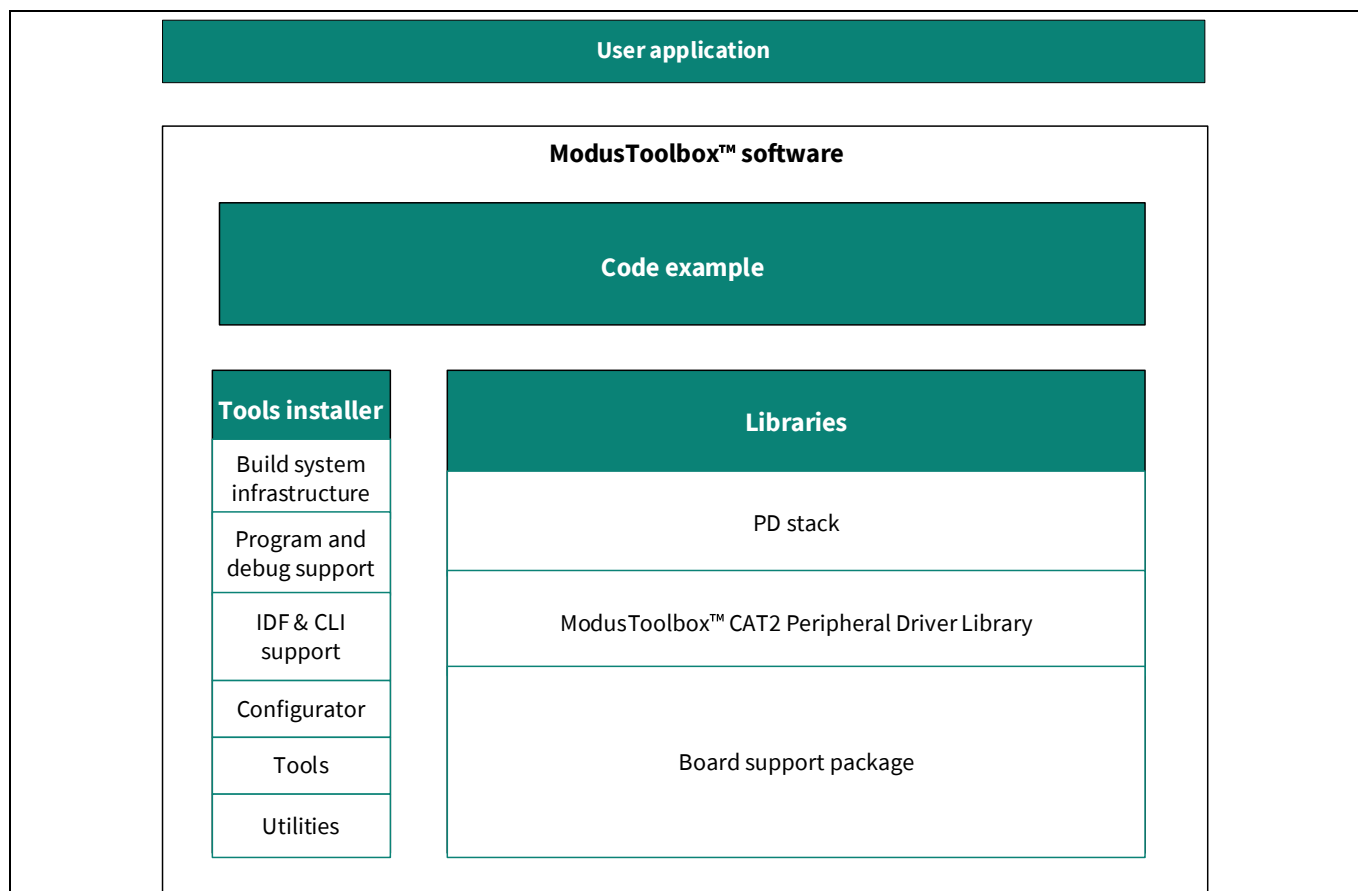 User application
ModusToolbox™ software
Code example
Tools installer
Build system
infrastructure
Program and
debug support
IDF & CLI
support
Configurator
Tools
Utilities
Libraries
PD stack
ModusToolbox™ CAT2 Peripheral Driver Library
Board support package